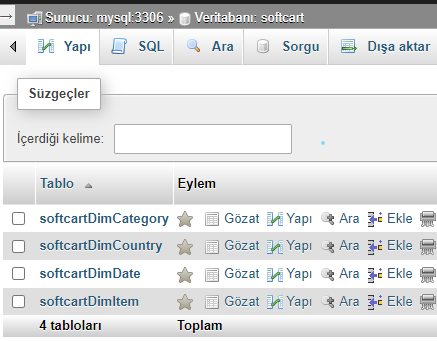 Sunucu: mysql:3306 » Veritabanı: softcart
Yapı SQL Ara Sorgu Dışa aktar
Süzgeçler
İçerdiği kelime:
Tablo Eylem
softcartDimCategory Gözat Yapı Ara Ekle
softcartDimCountry Gözat Yapı Ara Ekle
softcartDimDate Gözat Yapı Ara Ekle
softcartDimItem Gözat Yapı Ara Ekle
4 tabloları Toplam